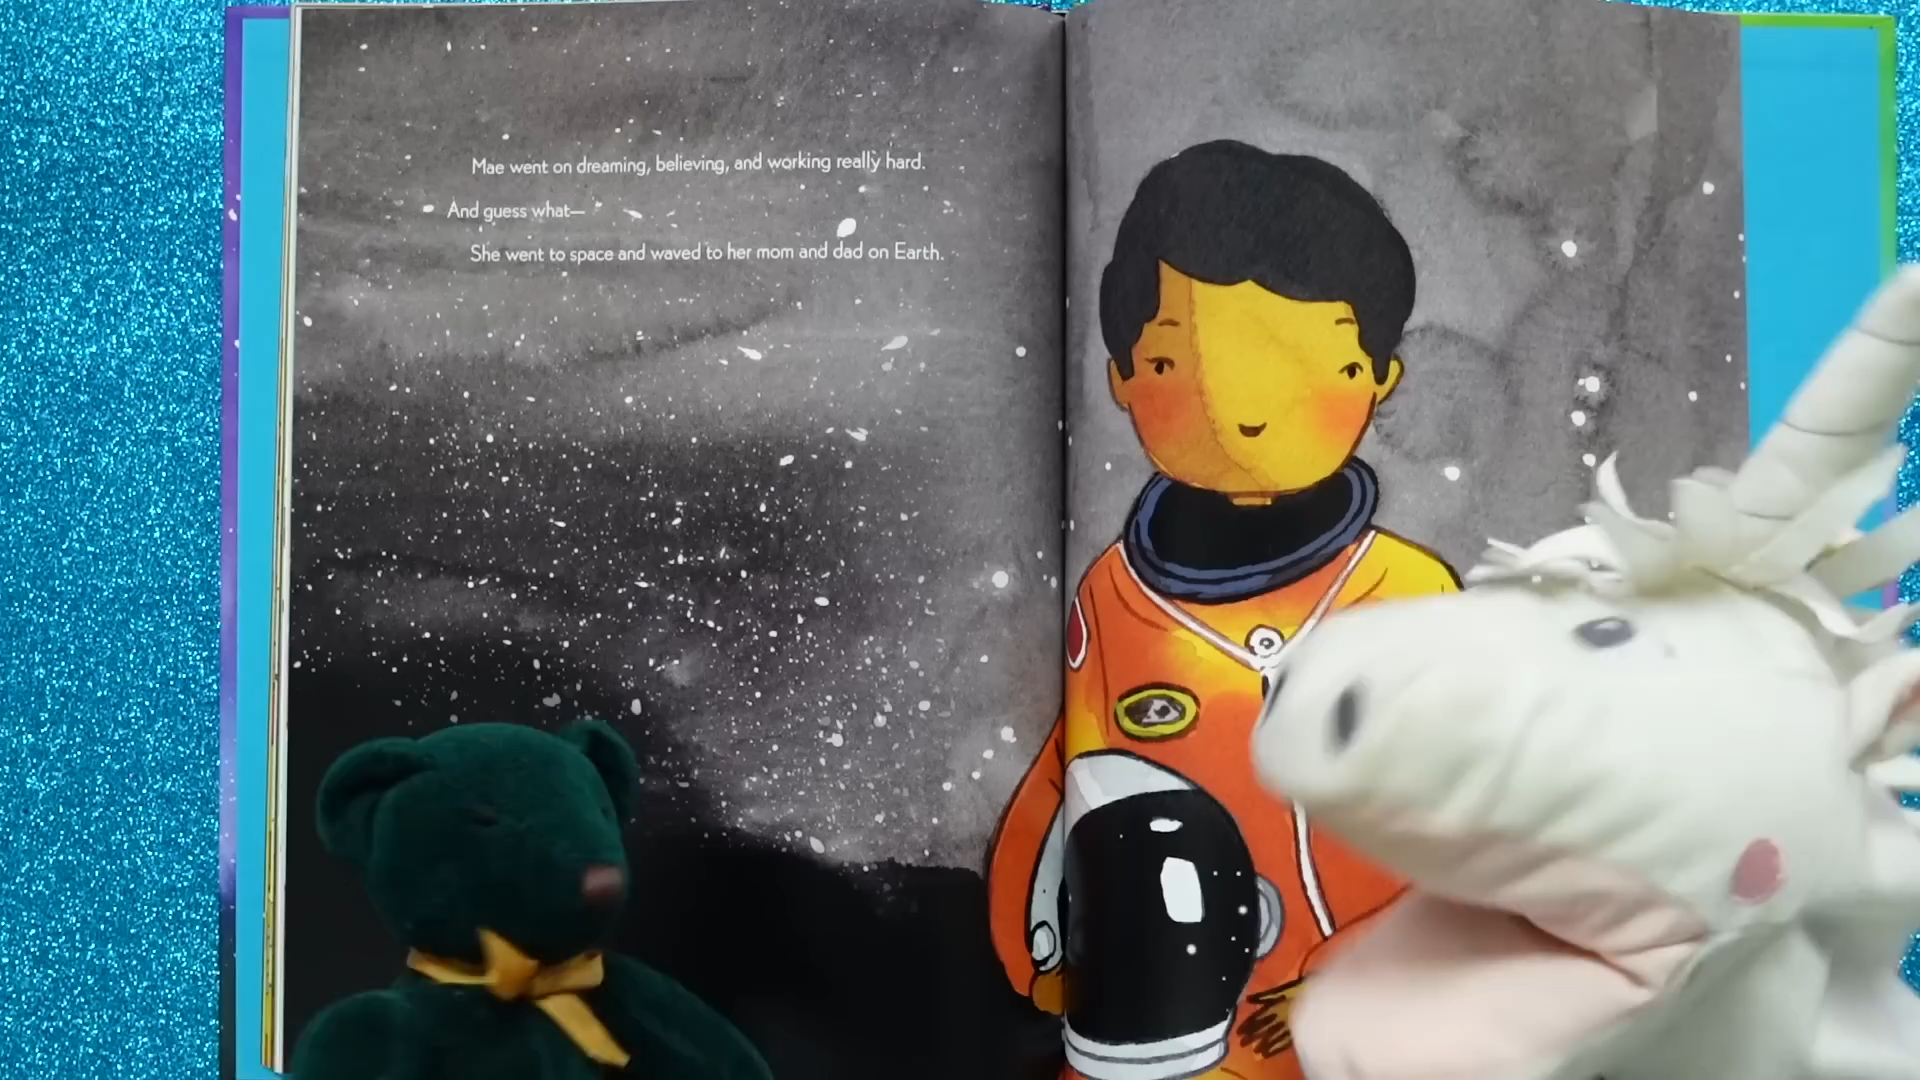 Mae went on dreaming, believing, and working really hard.
And guess what—
She went to space and waved to her mom and dad on Earth.